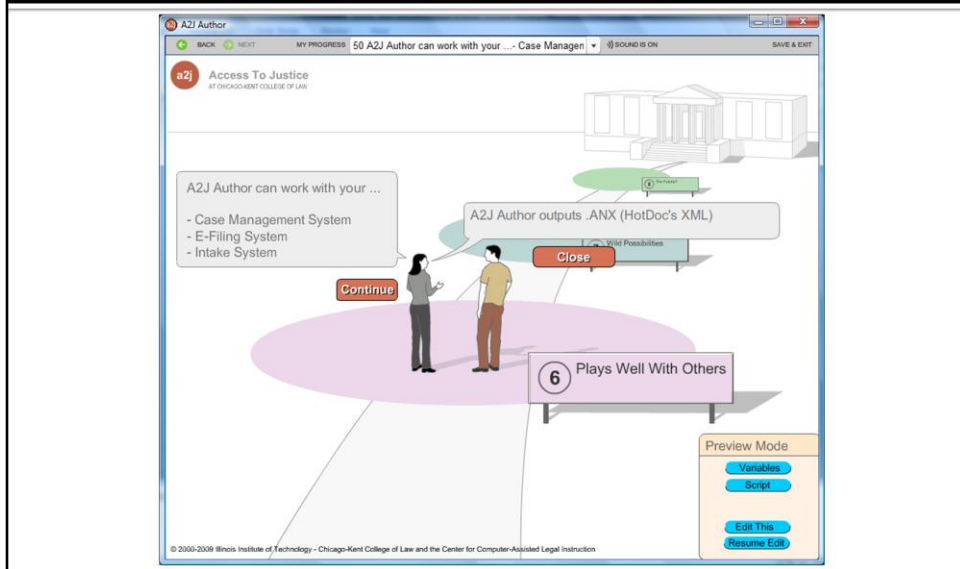 A2J Author
BACK NEXT MY PROGRESS 50 A2J Author can work with your ...- Case Managen SOUND IS ON SAVE & EXIT
a2j
Access To Justice
AT CHICAGO-KENT COLLEGE OF LAW
A2J Author can work with your ...
- Case Management System
- E-Filing System
- Intake System
A2J Author outputs .ANX (HotDoc's XML)
Wild Possibilities
Close
Continue
6 Plays Well With Others
Preview Mode
Variables
Script
Edit This
Resume Edit
© 2000-2009 Illinois Institute of Technology - Chicago-Kent College of Law and the Center for Computer-Assisted Legal Instruction